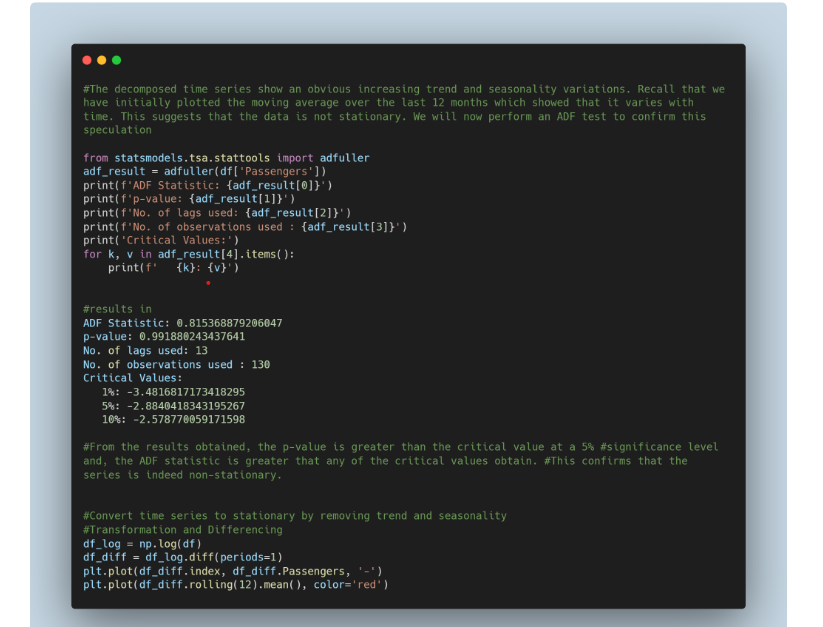 #The decomposed time series show an obvious increasing trend and seasonality variations. Recall that we
have initially plotted the moving average over the last 12 months which showed that it varies with
time. This suggests that the data is not stationary. We will now perform an ADF test to confirm this
speculation
from statsmodels.tsa.stattools import adfuller
adf_result = adfuller(df['Passengers'])
print(f'ADF Statistic: {adf_result[0]}')
print(f'p-value: {adf_result[1]}')
print(f'No. of lags used: {adf_result[2]}')
print(f'No. of observations used : {adf_result[3]}')
print('Critical Values:')
for k, v in adf_result[4].items():
    print(f'   {k}: {v}')
#results in
ADF Statistic: 0.815368879206047
p-value: 0.991880243437641
No. of lags used: 13
No. of observations used : 130
Critical Values:
   1%: -3.4816817173418295
   5%: -2.8840418343195267
   10%: -2.578770059171598
#From the results obtained, the p-value is greater than the critical value at a 5% #significance level
and, the ADF statistic is greater that any of the critical values obtain. #This confirms that the
series is indeed non-stationary.
#Convert time series to stationary by removing trend and seasonality
#Transformation and Differencing
df_log = np.log(df)
df_diff = df_log.diff(periods=1)
plt.plot(df_diff.index, df_diff.Passengers, '-')
plt.plot(df_diff.rolling(12).mean(), color='red')